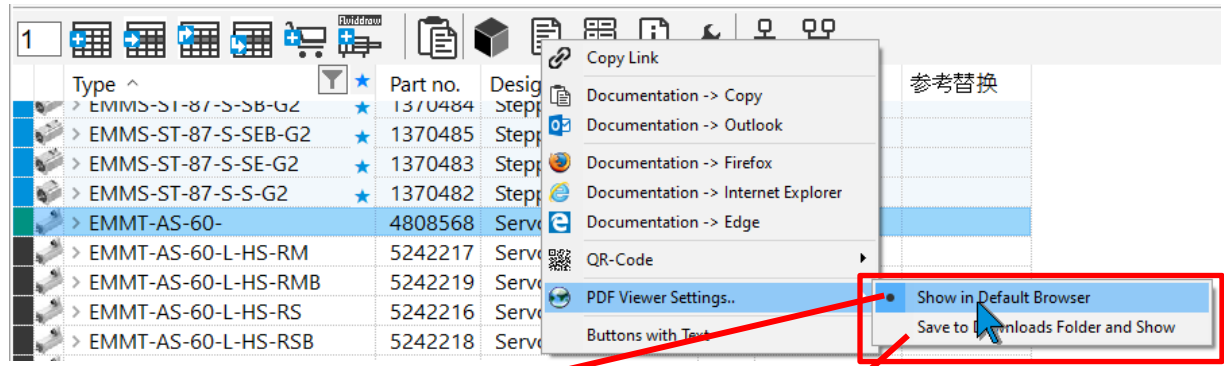 1
Fluiddraw
Type
Part no.
Desig
参考替换
EMMS-ST-87-S-SB-G2 1370484 Stepp
EMMS-ST-87-S-SEB-G2 1370485 Stepp
EMMS-ST-87-S-SE-G2 1370483 Stepp
EMMS-ST-87-S-S-G2 1370482 Stepp
EMMT-AS-60- 4808568 Servo
EMMT-AS-60-L-HS-RM 5242217 Servo
EMMT-AS-60-L-HS-RMB 5242219 Servo
EMMT-AS-60-L-HS-RS 5242216 Servo
EMMT-AS-60-L-HS-RSB 5242218 Servo
Copy Link
Documentation -> Copy
Documentation -> Outlook
Documentation -> Firefox
Documentation -> Internet Explorer
Documentation -> Edge
QR-Code
PDF Viewer Settings..
Buttons with Text
Show in Default Browser
Save to Downloads Folder and Show